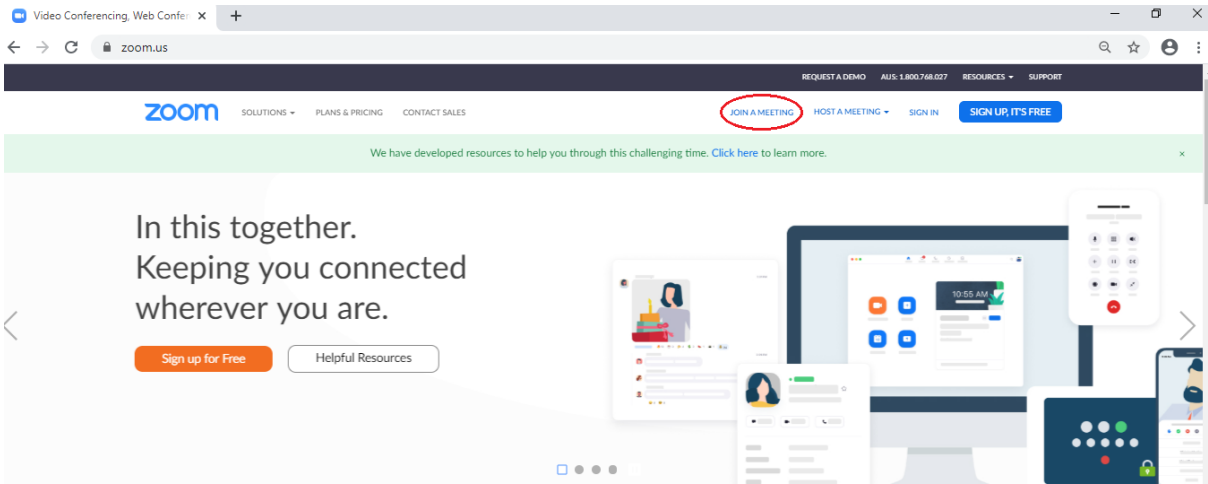 Video Conferencing, Web Confer
zoom.us
REQUEST A DEMO AUS: 1.800.768.027 RESOURCES SUPPORT
zoom SOLUTIONS PLANS & PRICING CONTACT SALES JOIN A MEETING HOST A MEETING SIGN IN SIGN UP, IT'S FREE
We have developed resources to help you through this challenging time. Click here to learn more.
In this together.
Keeping you connected
wherever you are.
Sign up for Free Helpful Resources
10:55 AM